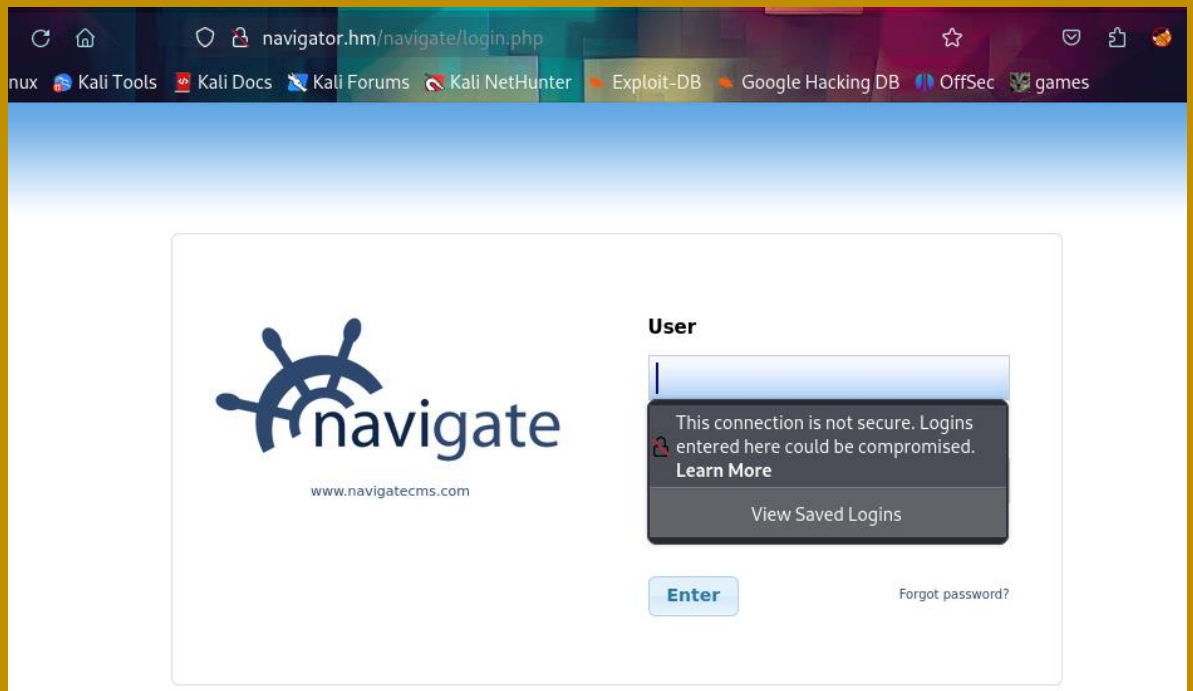 navigator.hm/navigate/login.php
nux Kali Tools Kali Docs Kali Forums Kali NetHunter Exploit-DB Google Hacking DB OffSec games
User
This connection is not secure. Logins
entered here could be compromised.
Learn More
View Saved Logins
navigate
www.navigatecms.com
Enter Forgot password?